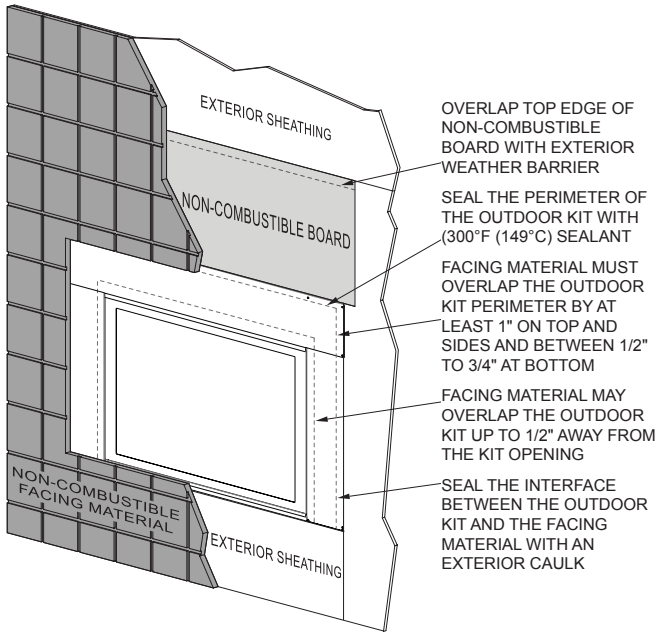 EXTERIOR SHEATHING
NON-COMBUSTIBLE BOARD
NON-COMBUSTIBLE
FACING MATERIAL
EXTERIOR SHEATHING
OVERLAP TOP EDGE OF
NON-COMBUSTIBLE
BOARD WITH EXTERIOR
WEATHER BARRIER
SEAL THE PERIMETER OF
THE OUTDOOR KIT WITH
(300°F (149°C) SEALANT
FACING MATERIAL MUST
OVERLAP THE OUTDOOR
KIT PERIMETER BY AT
LEAST 1" ON TOP AND
SIDES AND BETWEEN 1/2"
TO 3/4" AT BOTTOM
FACING MATERIAL MAY
OVERLAP THE OUTDOOR
KIT UP TO 1/2" AWAY FROM
THE KIT OPENING
SEAL THE INTERFACE
BETWEEN THE OUTDOOR
KIT AND THE FACING
MATERIAL WITH AN
EXTERIOR CAULK